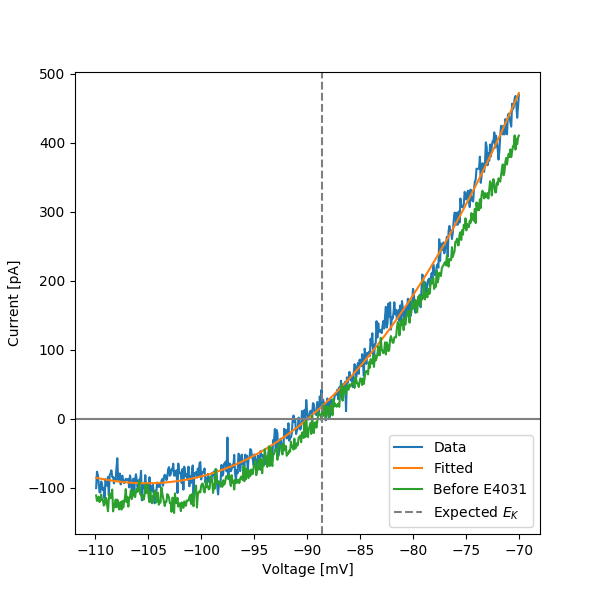 500
400
300
200
100
0
−100
−110
−105
−100
−95
−90
−85
−80
−75
−70
Current [pA]
Voltage [mV]
Data
Fitted
Before E4031
Expected E_K